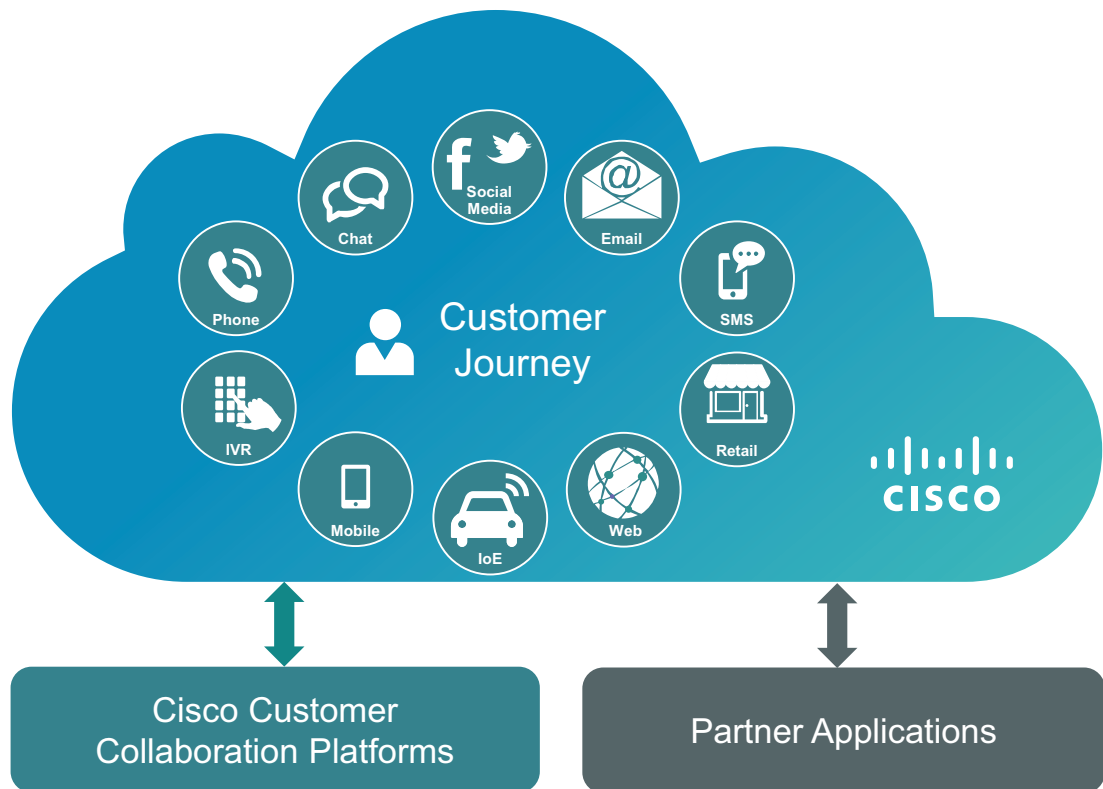 Social
Media
Chat
@
Email
Phone
SMS
Customer
Journey
IVR
Retail
CISCO
Mobile
IoE
Web
Cisco Customer
Collaboration Platforms
Partner Applications